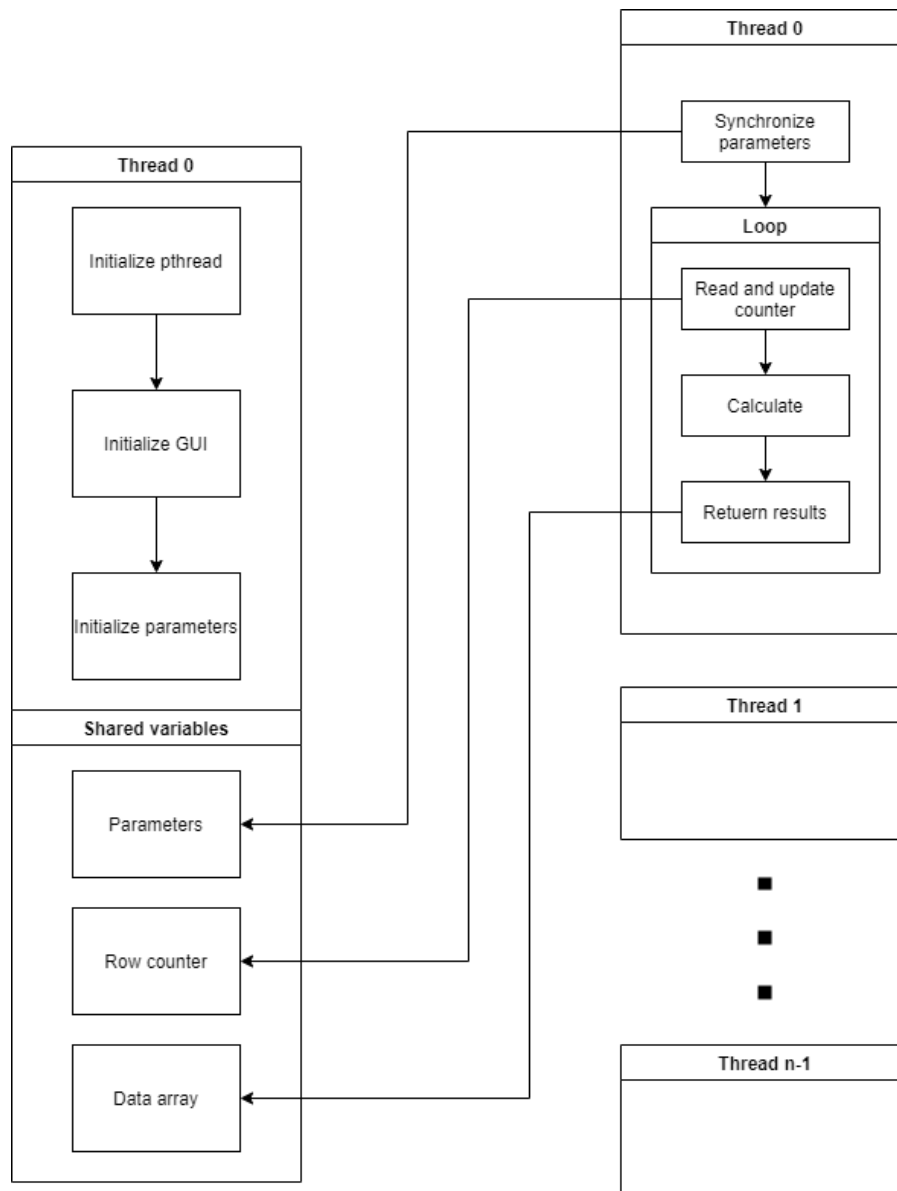 Thread 0
Initialize pthread
Initialize GUI
Initialize parameters
Shared variables
Parameters
Row counter
Data array
Thread 0
Synchronize
parameters
Loop
Read and update
counter
Calculate
Retuern results
Thread 1
Thread n-1